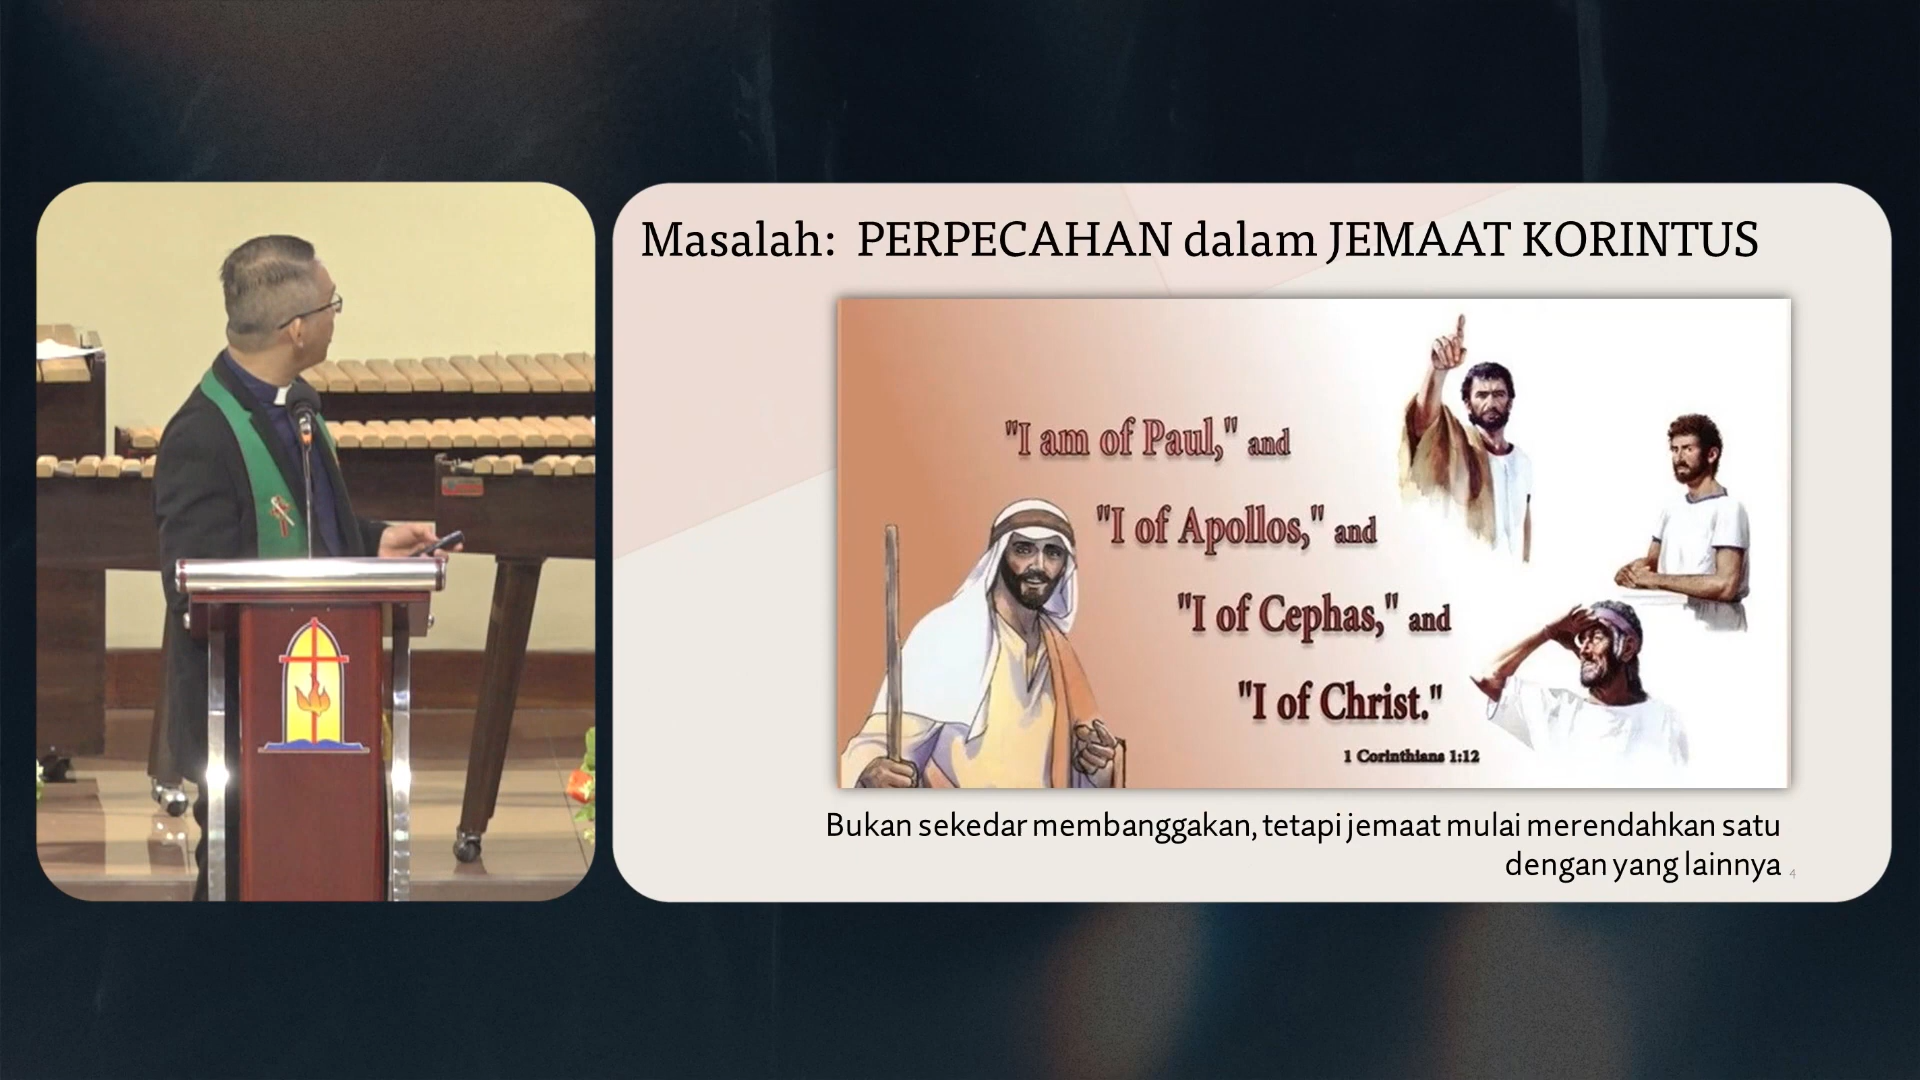 Masalah: PERPECAHAN dalam JEMAAT KORINTUS
"I am of Paul," and
"I of Apollos," and
"I of Cephas," and
"I of Christ."
1 Corinthians 1:12
Bukan sekedar membanggakan, tetapi jemaat mulai merendahkan satu
dengan yang lainnya
4